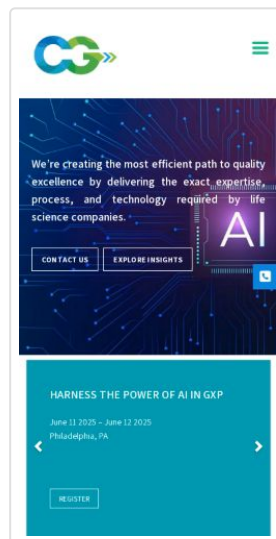 CG
We're creating the most efficient path to quality
excellence by delivering the exact expertise,
process, and technology required by life
science companies.
AI
CONTACT US EXPLORE INSIGHTS
HARNESS THE POWER OF AI IN GXP
June 11 2025 – June 12 2025
Philadelphia, PA
REGISTER